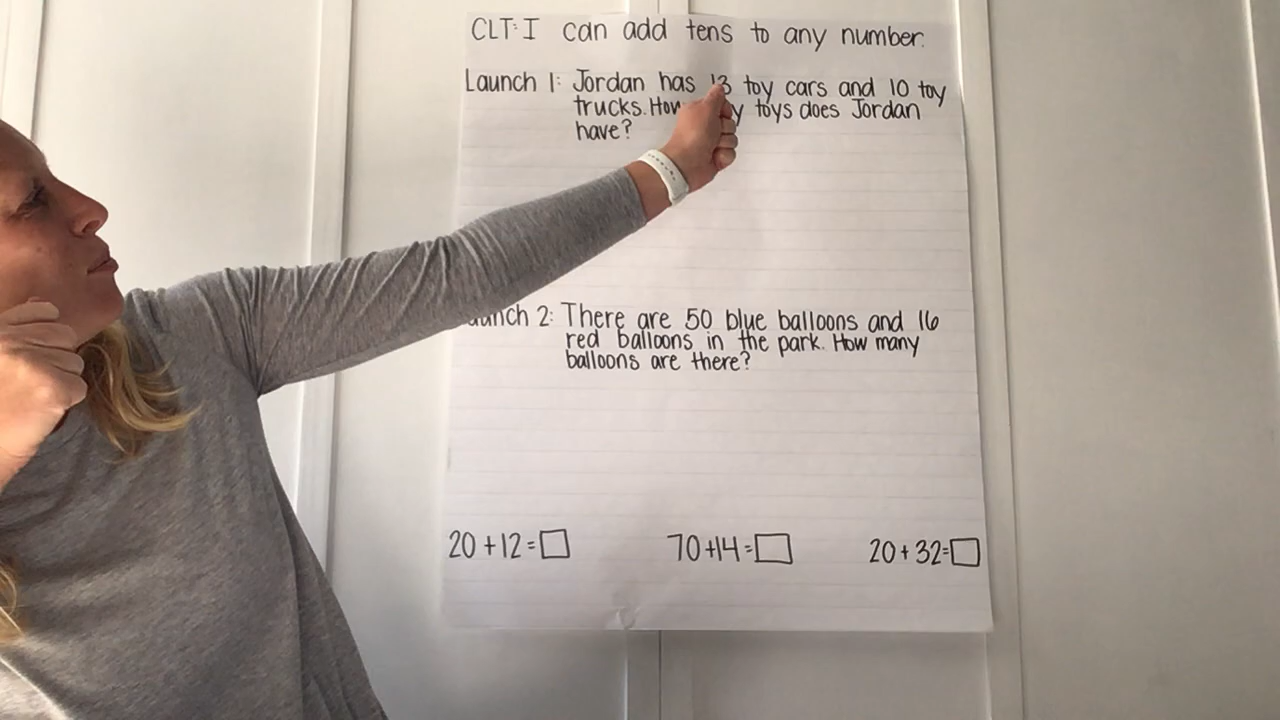 CLT: I can add tens to any number.
Launch 1: Jordan has 13 toy cars and 10 toy
trucks. How toys does Jordan
have?
Launch 2: There are 50 blue balloons and 16
red balloons in the park. How many
balloons are there?
20 + 12 = □ 70 + 14 = □ 20 + 32 = □